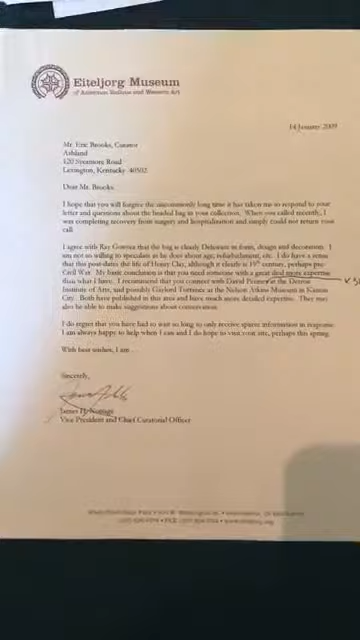 Eiteljorg Museum
of American Indians and Western Art
14 January 2009
Mr. Eric Brooks, Curator
Ashland
120 Sycamore Road
Lexington, Kentucky 40502
Dear Mr. Brooks,
I hope that you will forgive the uncommonly long time it has taken me to respond to your
letter and questions about the beaded bag in your collection. When you called recently, I
was completing recovery from surgery and hospitalization and simply could not return your
call.
I agree with Ray that the bag is clearly Delaware in form, design and decoration. I
am not so willing to speculate as he does about age, refurbishment, etc. I do have a sense
that this post-dates the life of Henry Clay, although it clearly is 19th century, perhaps pre-
Civil War. My basic conclusion is that you need someone with a great deal more expertise
than what I have. I recommend that you connect with David Penney at the Detroit
Institute of Arts, and possibly Gaylord Torrence at the Nelson Atkins Museum in Kansas
City. Both have published in this area and have much more detailed expertise. They may
also be able to make suggestions about conservation.
I do regret that you have had to wait so long to only receive sparse information in response.
I am always happy to help when I can and I do hope to visit your site, perhaps this spring.
With best wishes, I am . .
Sincerely,
James H. Nottage
Vice President and Chief Curatorial Officer